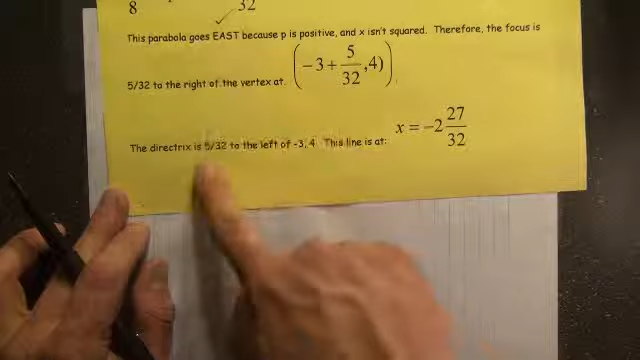 8
32
This parabola goes EAST because p is positive, and x isn't squared. Therefore, the focus is
5/32 to the right of the vertex at. (-3 + 5/32, 4)
The directrix is 5/32 to the left of -3, 4 This line is at: x = -2 27/32